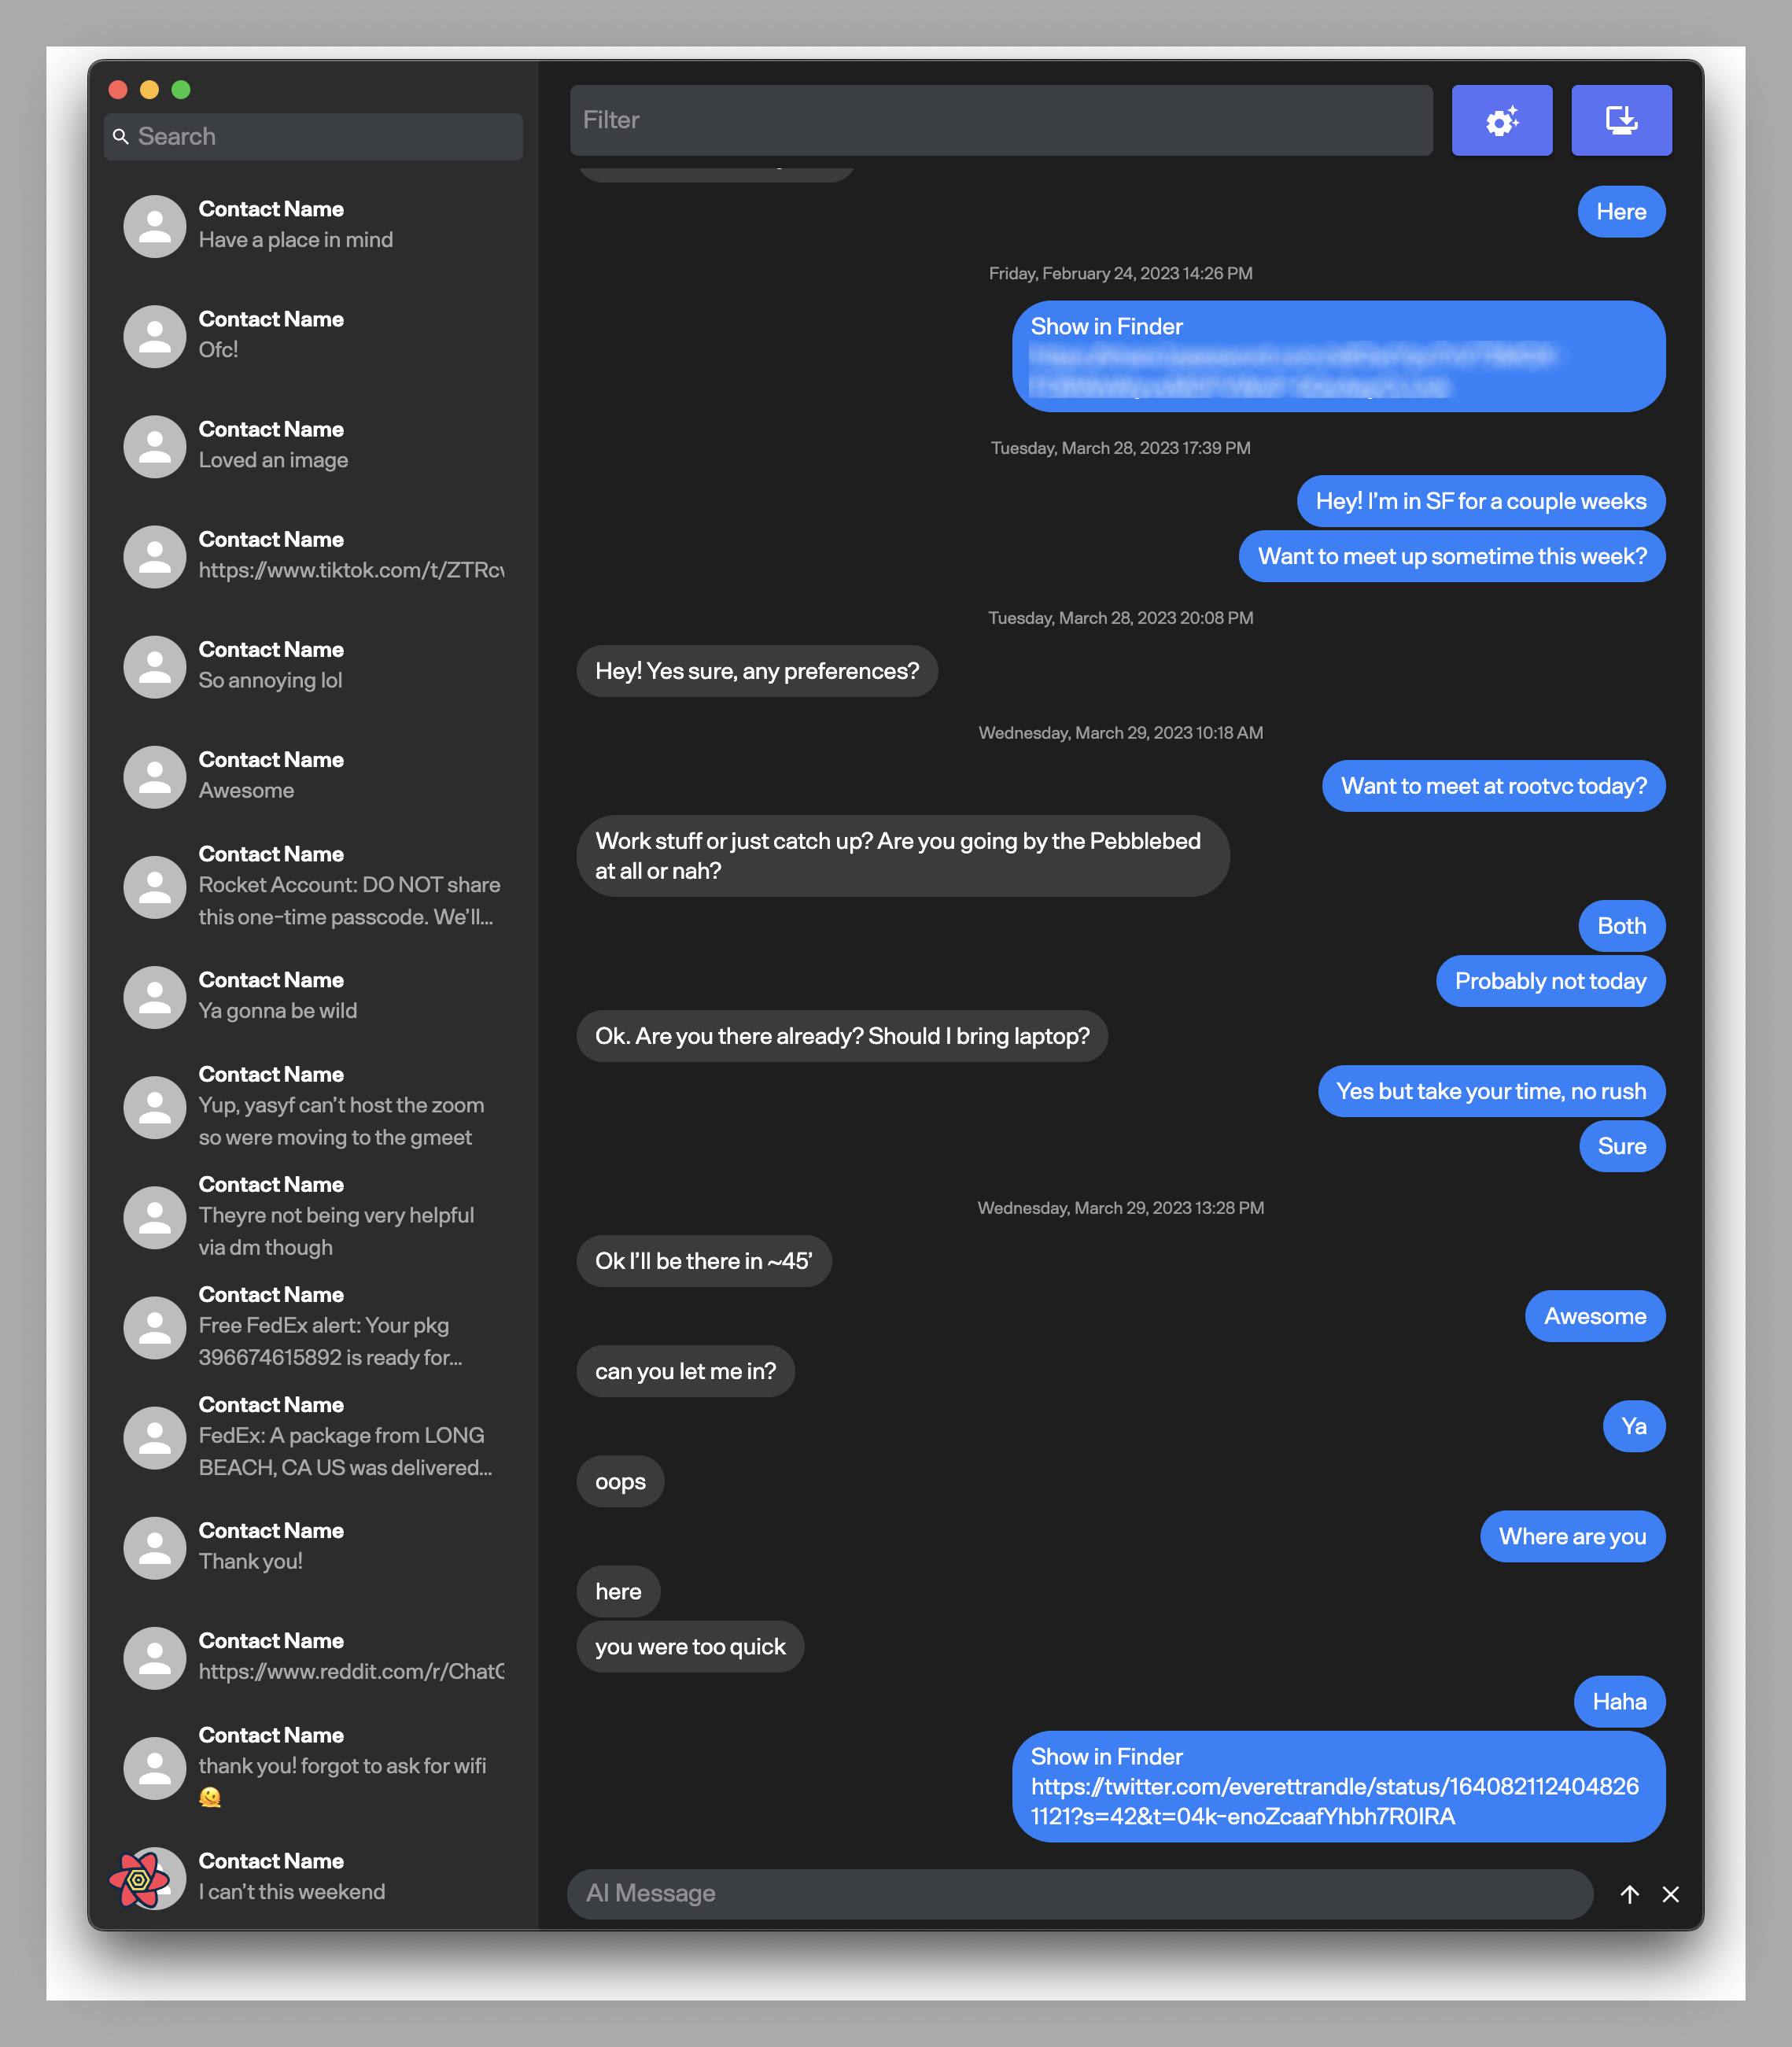 Search
Contact Name
Have a place in mind
Contact Name
Ofc!
Contact Name
Loved an image
Contact Name
https://www.tiktok.com/t/ZTRcv
Contact Name
So annoying lol
Contact Name
Awesome
Contact Name
Rocket Account: DO NOT share
this one-time passcode. We'll...
Contact Name
Ya gonna be wild
Contact Name
Yup, yasyf can't host the zoom
so were moving to the gmeet
Contact Name
Theyre not being very helpful
via dm though
Contact Name
Free FedEx alert: Your pkg
396674615892 is ready for...
Contact Name
FedEx: A package from LONG
BEACH, CA US was delivered...
Contact Name
Thank you!
Contact Name
https://www.reddit.com/r/Chat
Contact Name
thank you! forgot to ask for wifi
🫠
Contact Name
I can't this weekend
Filter
Here
Friday, February 24, 2023 14:26 PM
Show in Finder
Tuesday, March 28, 2023 17:39 PM
Hey! I'm in SF for a couple weeks
Want to meet up sometime this week?
Tuesday, March 28, 2023 20:08 PM
Hey! Yes sure, any preferences?
Wednesday, March 29, 2023 10:18 AM
Want to meet at rootvc today?
Work stuff or just catch up? Are you going by the Pebblebed
at all or nah?
Both
Probably not today
Ok. Are you there already? Should I bring laptop?
Yes but take your time, no rush
Sure
Wednesday, March 29, 2023 13:28 PM
Ok I'll be there in ~45'
Awesome
can you let me in?
Ya
oops
Where are you
here
you were too quick
Haha
Show in Finder
https://twitter.com/everettrandle/status/164082112404826
1121?s=42&t=04k-enoZcaafYhbh7R0IRA
AI Message